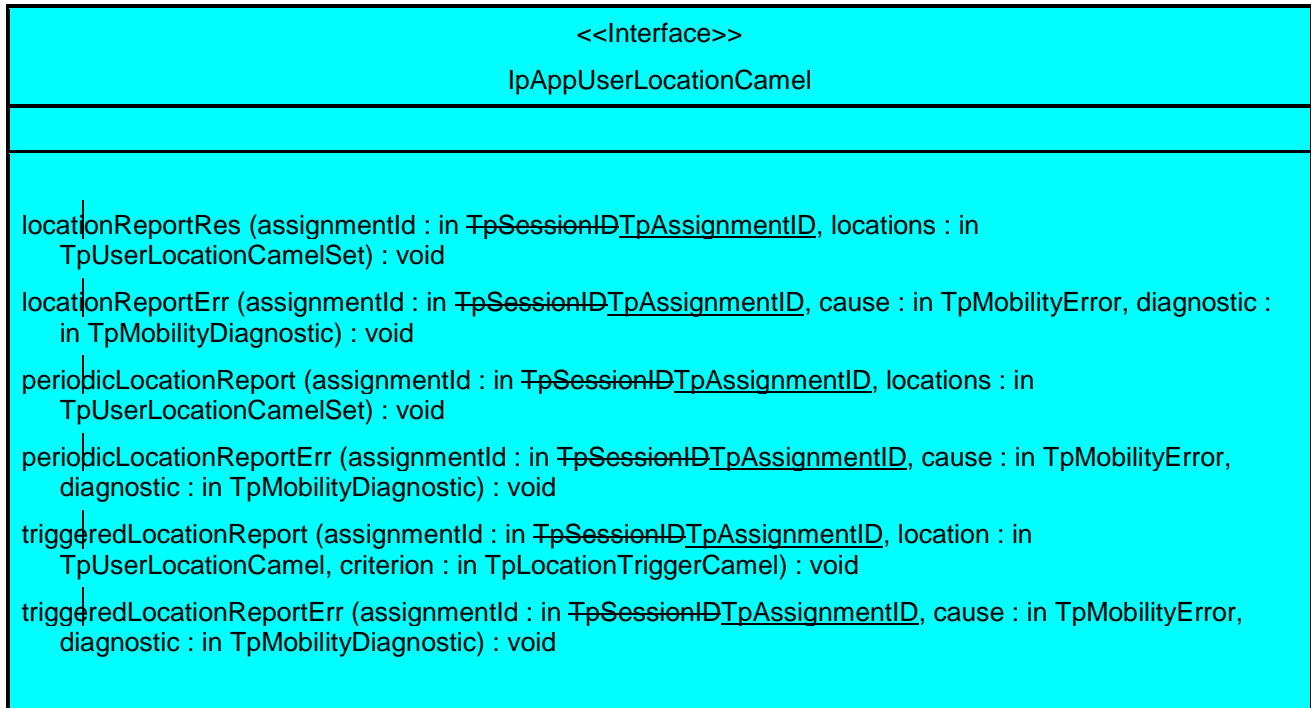 <<Interface>>
IpAppUserLocationCamel
locationReportRes (assignmentId : in TpSessionIDTpAssignmentID, locations : in
TpUserLocationCamelSet) : void
locationReportErr (assignmentId : in TpSessionIDTpAssignmentID, cause : in TpMobilityError, diagnostic :
in TpMobilityDiagnostic) : void
periodicLocationReport (assignmentId : in TpSessionIDTpAssignmentID, locations : in
TpUserLocationCamelSet) : void
periodicLocationReportErr (assignmentId : in TpSessionIDTpAssignmentID, cause : in TpMobilityError,
diagnostic : in TpMobilityDiagnostic) : void
triggeredLocationReport (assignmentId : in TpSessionIDTpAssignmentID, location : in
TpUserLocationCamel, criterion : in TpLocationTriggerCamel) : void
triggeredLocationReportErr (assignmentId : in TpSessionIDTpAssignmentID, cause : in TpMobilityError,
diagnostic : in TpMobilityDiagnostic) : void